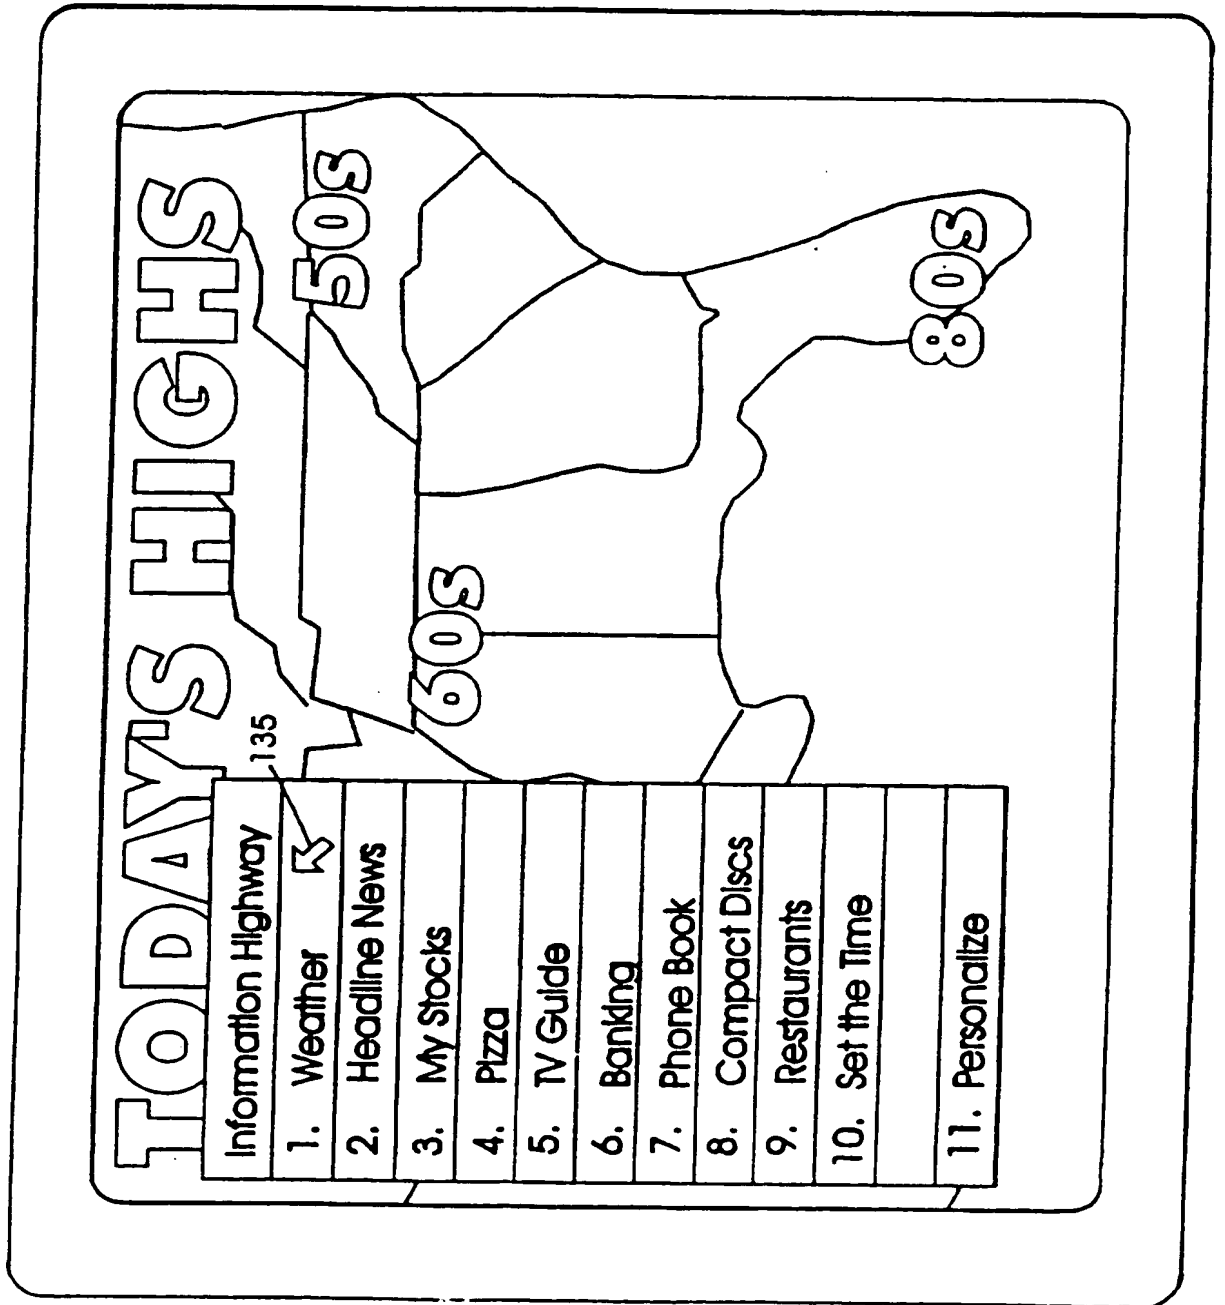 TODAY'S HIGHS
135
Information Highway
1. Weather
2. Headline News
3. My Stocks
4. Pizza
5. TV Guide
6. Banking
7. Phone Book
8. Compact Discs
9. Restaurants
10. Set the Time
11. Personalize
50s
60s
80s